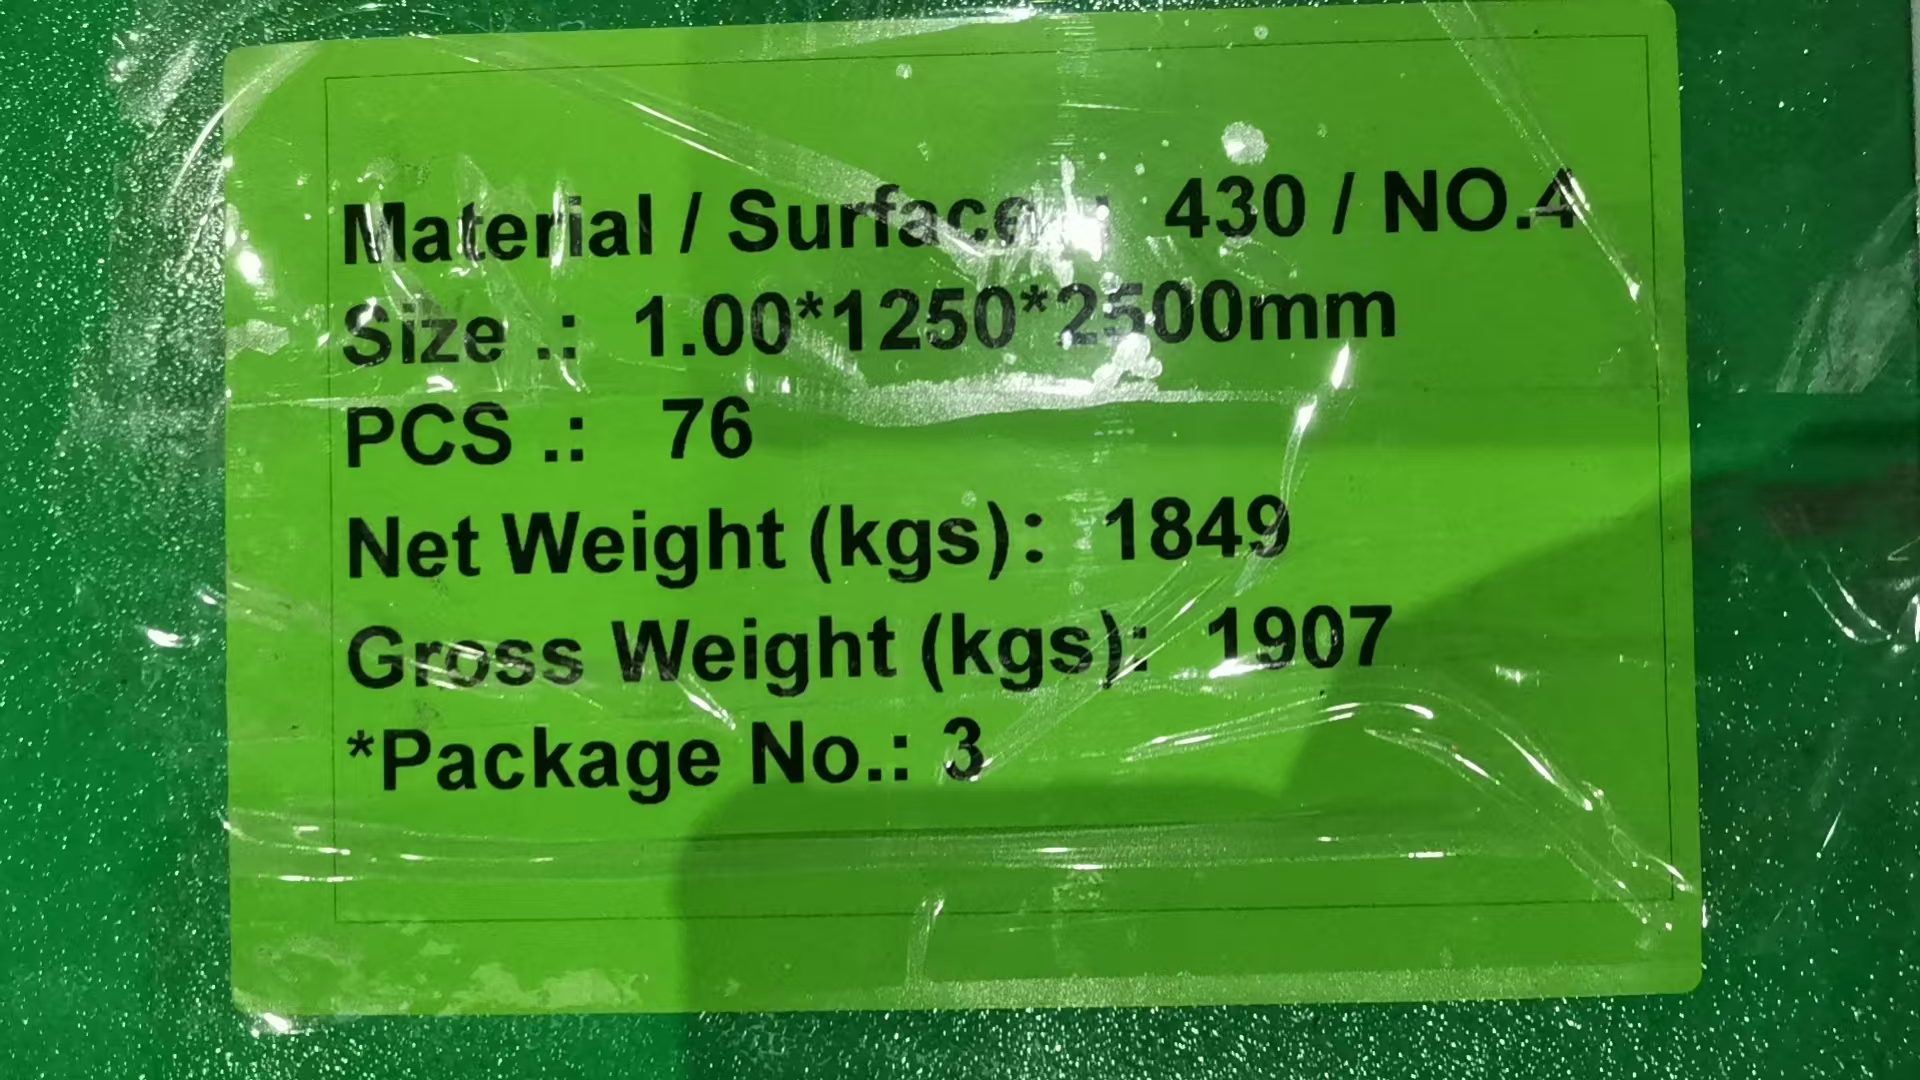 Material / Surface : 430 / NO.4
Size .: 1.00*1250*2500mm
PCS .: 76
Net Weight (kgs): 1849
Gross Weight (kgs): 1907
*Package No.: 3